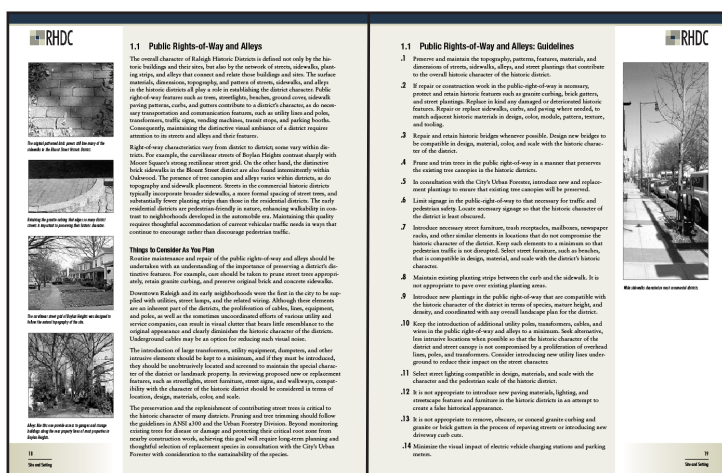 RHDC
The original patterned brick pavers still line many of the
sidewalks in the Blount Street Historic District.
Retaining the granite curbing that edges so many district
streets is important to preserving their historic character.
The curvilinear street grid of Boylan Heights was designed to
follow the natural topography of the site.
Alleys like this one provide access to garages and storage
buildings along the rear property lines of most properties in
Boylan Heights.
18
Site and Setting
1.1 Public Rights-of-Way and Alleys
The overall character of Raleigh Historic Districts is defined not only by the his-
toric buildings and their sites, but also by the network of streets, sidewalks, plant-
ing strips, and alleys that connect and relate those buildings and sites. The surface
materials, dimensions, topography, and pattern of streets, sidewalks, and alleys
in the historic districts all play a role in establishing the district character. Public
right-of-way features such as trees, streetlights, benches, ground cover, sidewalk
paving patterns, curbs, and gutters contribute to a district's character, as do neces-
sary transportation and communication features, such as utility lines and poles,
transformers, traffic signs, vending machines, transit stops, and parking booths.
Consequently, maintaining the distinctive visual ambiance of a district requires
attention to its streets and alleys and their features.
Right-of-way characteristics vary from district to district; some vary within dis-
tricts. For example, the curvilinear streets of Boylan Heights contrast sharply with
Moore Square's strong rectilinear street grid. On the other hand, the distinctive
brick sidewalks in the Blount Street district are also found intermittently within
Oakwood. The presence of tree canopies and alleys varies within districts, as do
topography and sidewalk placement. Streets in the commercial historic districts
typically incorporate broader sidewalks, a more formal spacing of street trees, and
substantially fewer planting strips than those in the residential districts. The early
residential districts are pedestrian-friendly in nature, enhancing walkability in con-
trast to neighborhoods developed in the automobile era. Maintaining this quality
requires thoughtful accommodation of current vehicular traffic needs in ways that
continue to encourage rather than discourage pedestrian traffic.
Things to Consider As You Plan
Routine maintenance and repair of the public rights-of-way and alleys should be
undertaken with an understanding of the importance of preserving a district's dis-
tinctive features. For example, care should be taken to prune street trees appropri-
ately, retain granite curbing, and preserve original brick and concrete sidewalks.
Downtown Raleigh and its early neighborhoods were the first in the city to be sup-
plied with utilities, street lamps, and the related wiring. Although these elements
are an inherent part of the districts, the proliferation of cables, lines, equipment,
and poles, as well as the sometimes uncoordinated efforts of various utility and
service companies, can result in visual clutter that bears little resemblance to the
original appearance and clearly diminishes the historic character of the districts.
Underground cables may be an option for reducing such visual noise.
The introduction of large transformers, utility equipment, dumpsters, and other
intrusive elements should be kept to a minimum, and if they must be introduced,
they should be unobtrusively located and screened to maintain the special charac-
ter of the district or landmark property. In reviewing proposed new or replacement
features, such as streetlights, street furniture, street signs, and walkways, compat-
ibility with the character of the historic district should be considered in terms of
location, design, materials, color, and scale.
The preservation and the replenishment of contributing street trees is critical to
the historic character of many districts. Pruning and tree trimming should follow
the guidelines in ANSI a300 and the Urban Forestry Division. Beyond monitoring
existing trees for disease or damage and protecting their critical root zone from
nearby construction work, achieving this goal will require long-term planning and
thoughtful selection of replacement species in consultation with the City's Urban
Forester with consideration to the sustainability of the species.
1.1 Public Rights-of-Way and Alleys: Guidelines
.1 Preserve and maintain the topography, patterns, features, materials, and
dimensions of streets, sidewalks, alleys, and street plantings that contribute
to the overall historic character of the historic district.
.2 If repair or construction work in the public right-of-way is necessary,
protect and retain historic features such as granite curbing, brick gutters,
and street plantings. Replace in kind any damaged or deteriorated historic
features. Repair or replace sidewalks, curbs, and paving where needed, to
match adjacent historic materials in design, color, module, pattern, texture,
and tooling.
.3 Repair and retain historic bridges whenever possible. Design new bridges to
be compatible in design, material, color, and scale with the historic charac-
ter of the district.
.4 Prune and trim trees in the public right-of-way in a manner that preserves
the existing tree canopies in the historic districts.
.5 In consultation with the City's Urban Forester, introduce new and replace-
ment plantings to ensure that existing tree canopies will be preserved.
.6 Limit signage in the public right-of-way to that necessary for traffic and
pedestrian safety. Locate necessary signage so that the historic character of
the district is least obscured.
.7 Introduce necessary street furniture, trash receptacles, mailboxes, newspaper
racks, and other similar elements in locations that do not compromise the
historic character of the district. Keep such elements to a minimum so that
pedestrian traffic is not disrupted. Select street furniture, such as benches,
that is compatible in design, material, and scale with the district's historic
character.
.8 Maintain existing planting strips between the curb and the sidewalk. It is
not appropriate to pave over existing planting areas.
.9 Introduce new plantings in the public right-of-way that are compatible with
the historic character of the district in terms of species, mature height, and
density, and coordinated with any overall landscape plan for the district.
.10 Keep the introduction of additional utility poles, transformers, cables, and
wires in the public right-of-way and alleys to a minimum. Seek alternative,
less intrusive locations when possible so that the historic character of the
district and street canopy is not compromised by a proliferation of overhead
lines, poles, and transformers. Consider introducing new utility lines under-
ground to reduce their impact on the street character.
.11 Select street lighting compatible in design, materials, and scale with the
character and the pedestrian scale of the historic district.
.12 It is not appropriate to introduce new paving materials, lighting, and
streetscape features and furniture in the historic districts in an attempt to
create a false historical appearance.
.13 It is not appropriate to remove, obscure, or conceal granite curbing and
granite or brick gutters in the process of repaving streets or introducing new
driveway curb cuts.
.14 Minimize the visual impact of electric vehicle charging stations and parking
meters.
RHDC
Wide sidewalks characterize most commercial districts.
19
Site and Setting